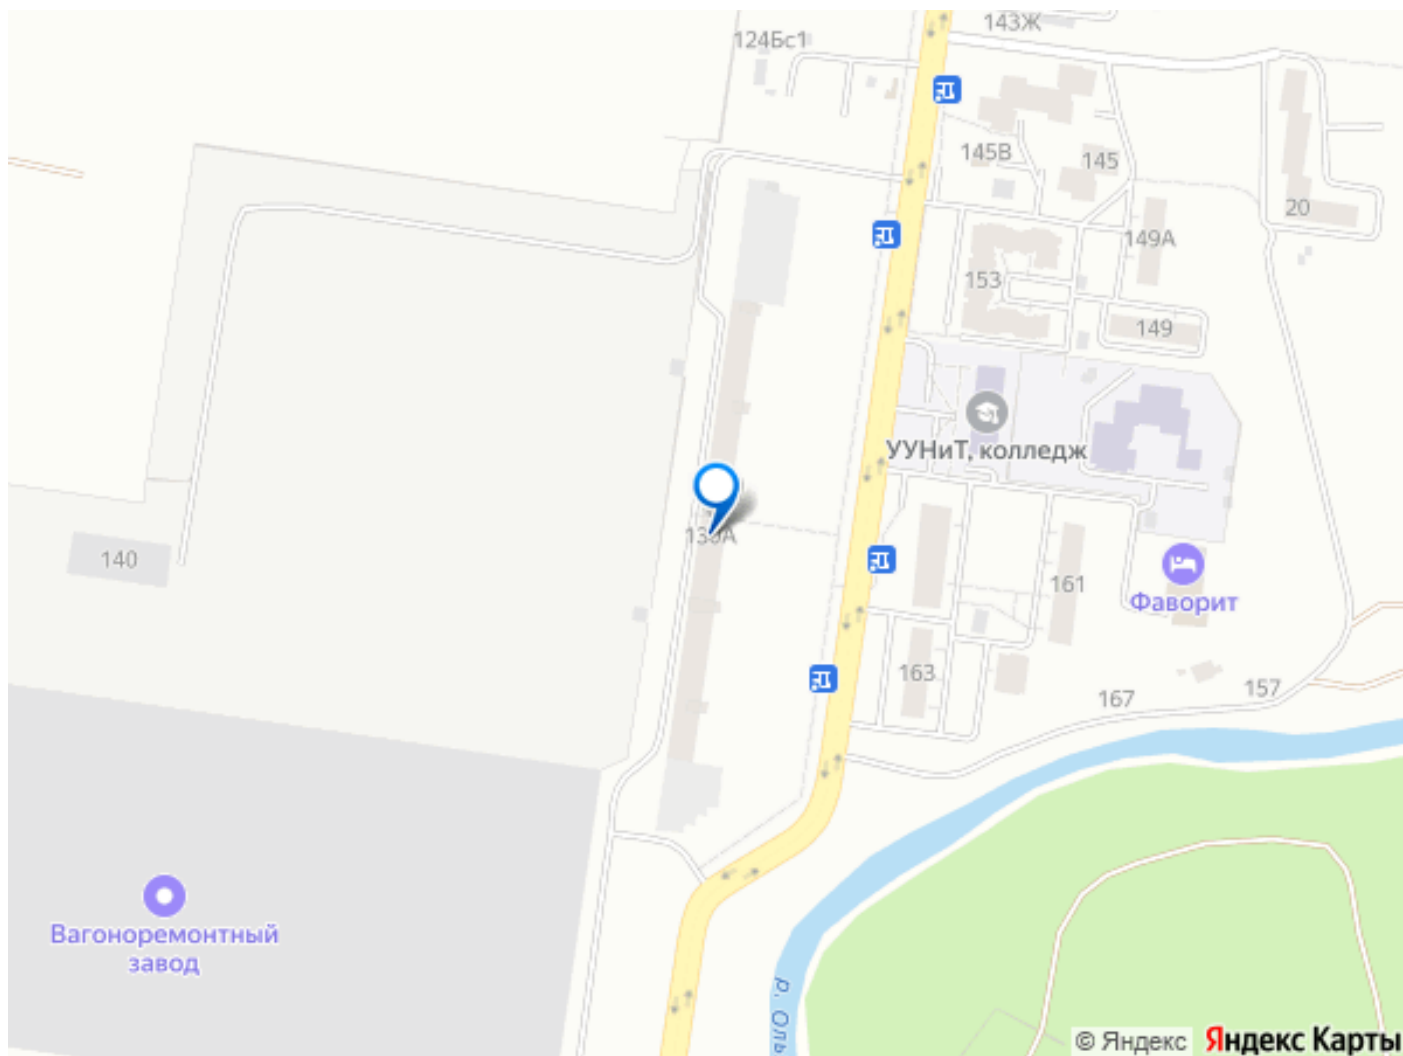 143Ж
124Бс1
145В
145
20
149А
153
149
УУНиТ, колледж
140
161
Фаворит
163
167
157
Вагоноремонтный
завод
р. Оль
© Яндекс
Яндекс Карты